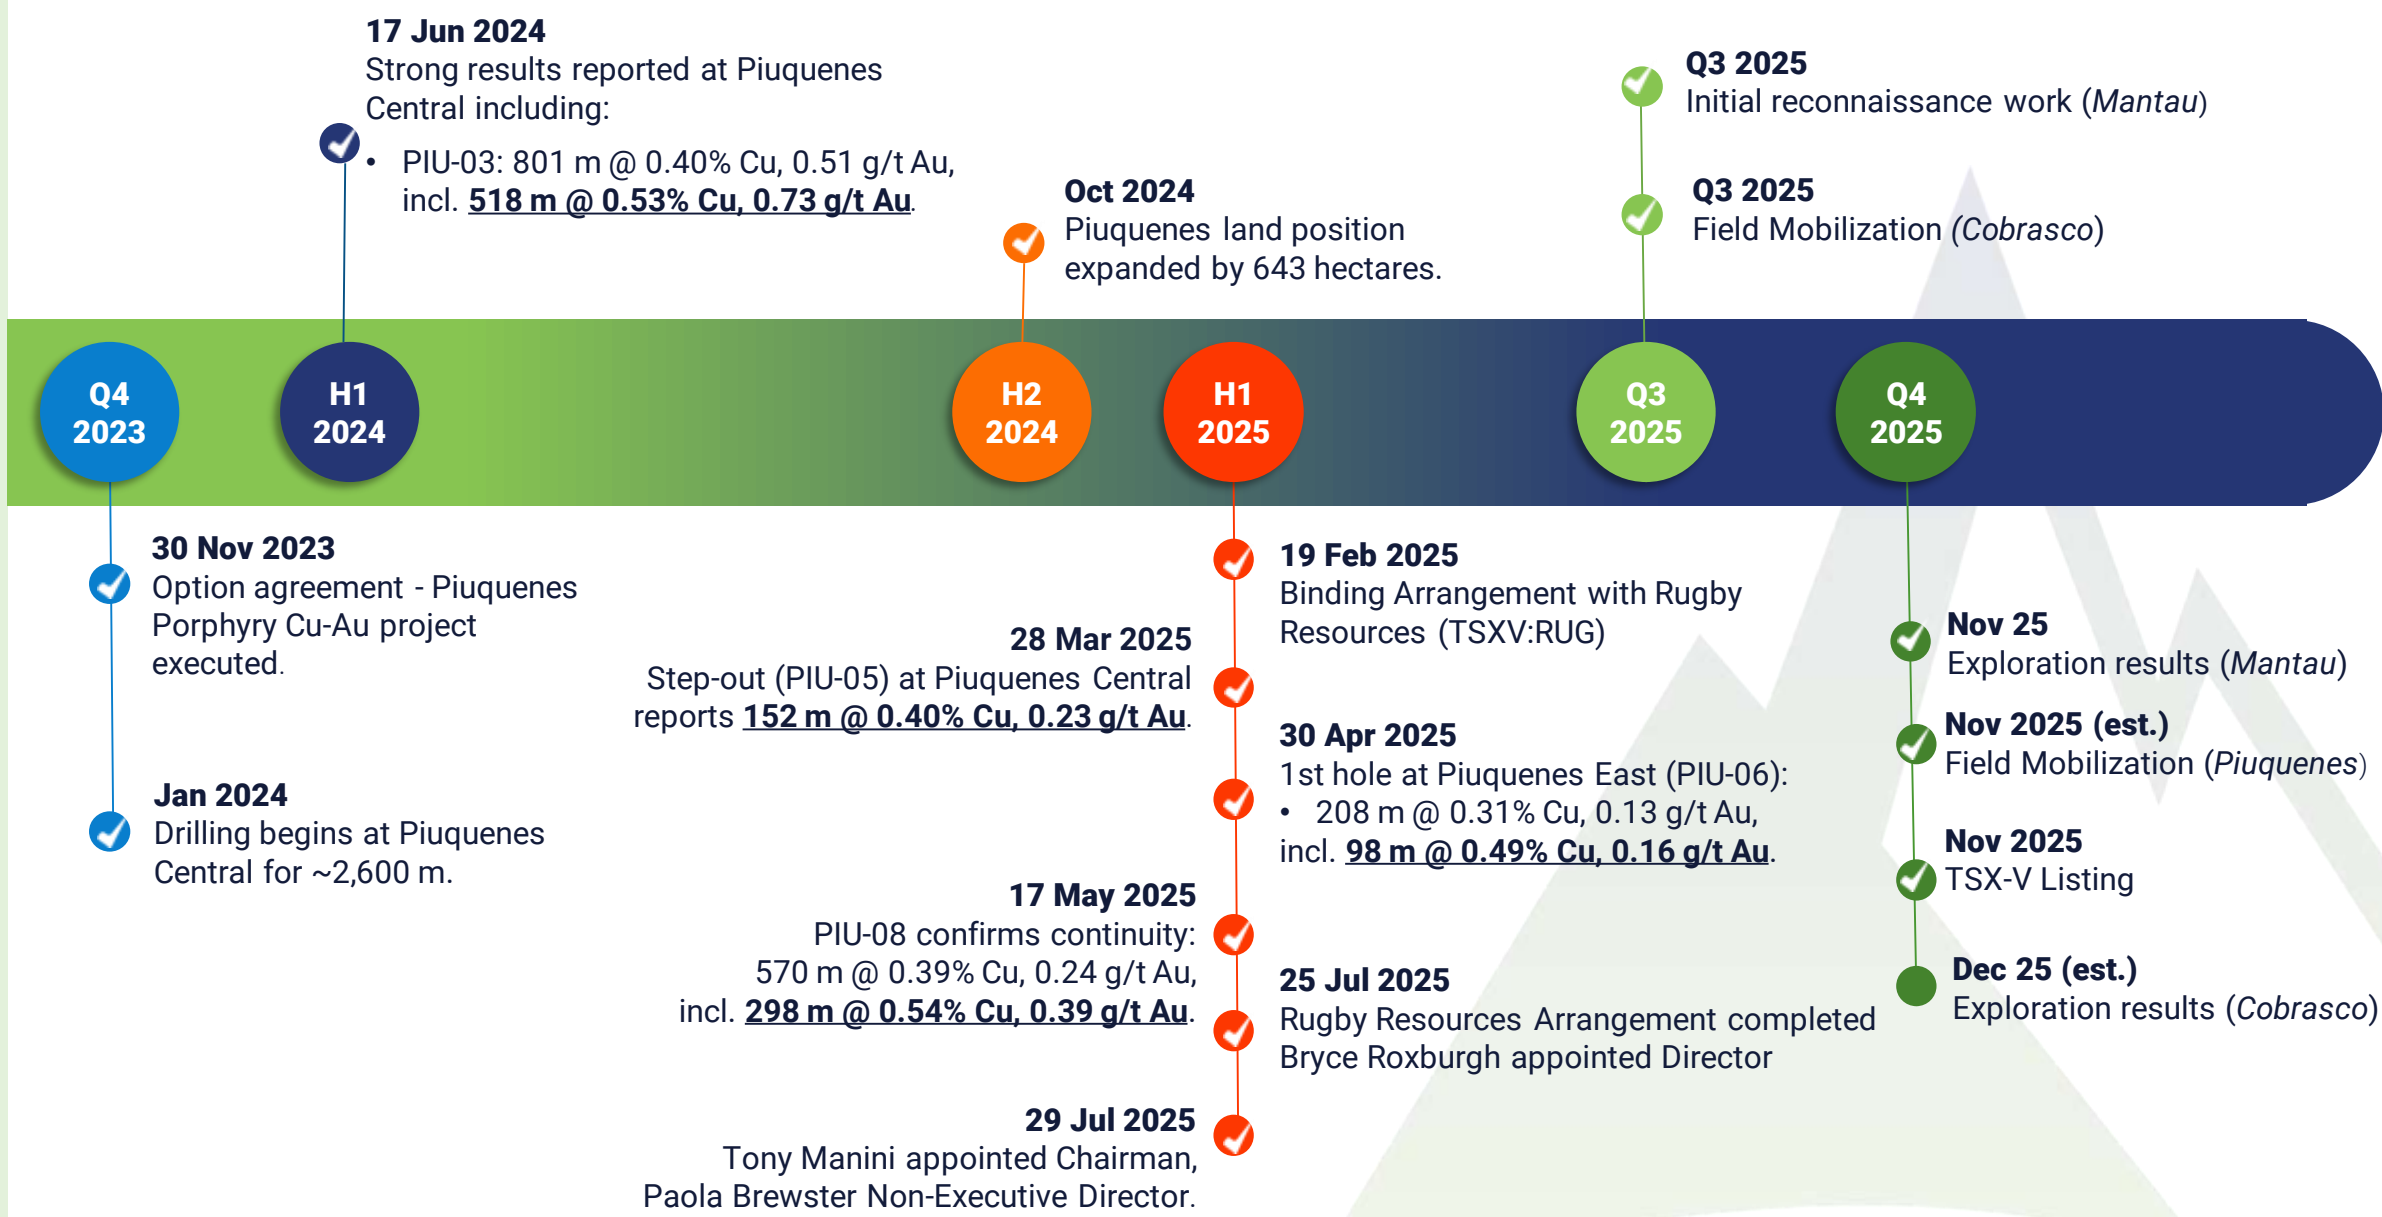 17 Jun 2024
Strong results reported at Piuquenes
Central including:
• PIU-03: 801 m @ 0.40% Cu, 0.51 g/t Au,
incl. 518 m @ 0.53% Cu, 0.73 g/t Au.
Oct 2024
Piuquenes land position
expanded by 643 hectares.
Q3 2025
Initial reconnaissance work (Mantau)
Q3 2025
Field Mobilization (Cobrasco)
Q4
2023
H1
2024
H2
2024
H1
2025
Q3
2025
Q4
2025
30 Nov 2023
Option agreement - Piuquenes
Porphyry Cu-Au project
executed.
Jan 2024
Drilling begins at Piuquenes
Central for ~2,600 m.
19 Feb 2025
Binding Arrangement with Rugby
Resources (TSXV:RUG)
28 Mar 2025
Step-out (PIU-05) at Piuquenes Central
reports 152 m @ 0.40% Cu, 0.23 g/t Au.
30 Apr 2025
1st hole at Piuquenes East (PIU-06):
• 208 m @ 0.31% Cu, 0.13 g/t Au,
incl. 98 m @ 0.49% Cu, 0.16 g/t Au.
17 May 2025
PIU-08 confirms continuity:
570 m @ 0.39% Cu, 0.24 g/t Au,
incl. 298 m @ 0.54% Cu, 0.39 g/t Au.
25 Jul 2025
Rugby Resources Arrangement completed
Bryce Roxburgh appointed Director
29 Jul 2025
Tony Manini appointed Chairman,
Paola Brewster Non-Executive Director.
Nov 25
Exploration results (Mantau)
Nov 2025 (est.)
Field Mobilization (Piuquenes)
Nov 2025
TSX-V Listing
Dec 25 (est.)
Exploration results (Cobrasco)